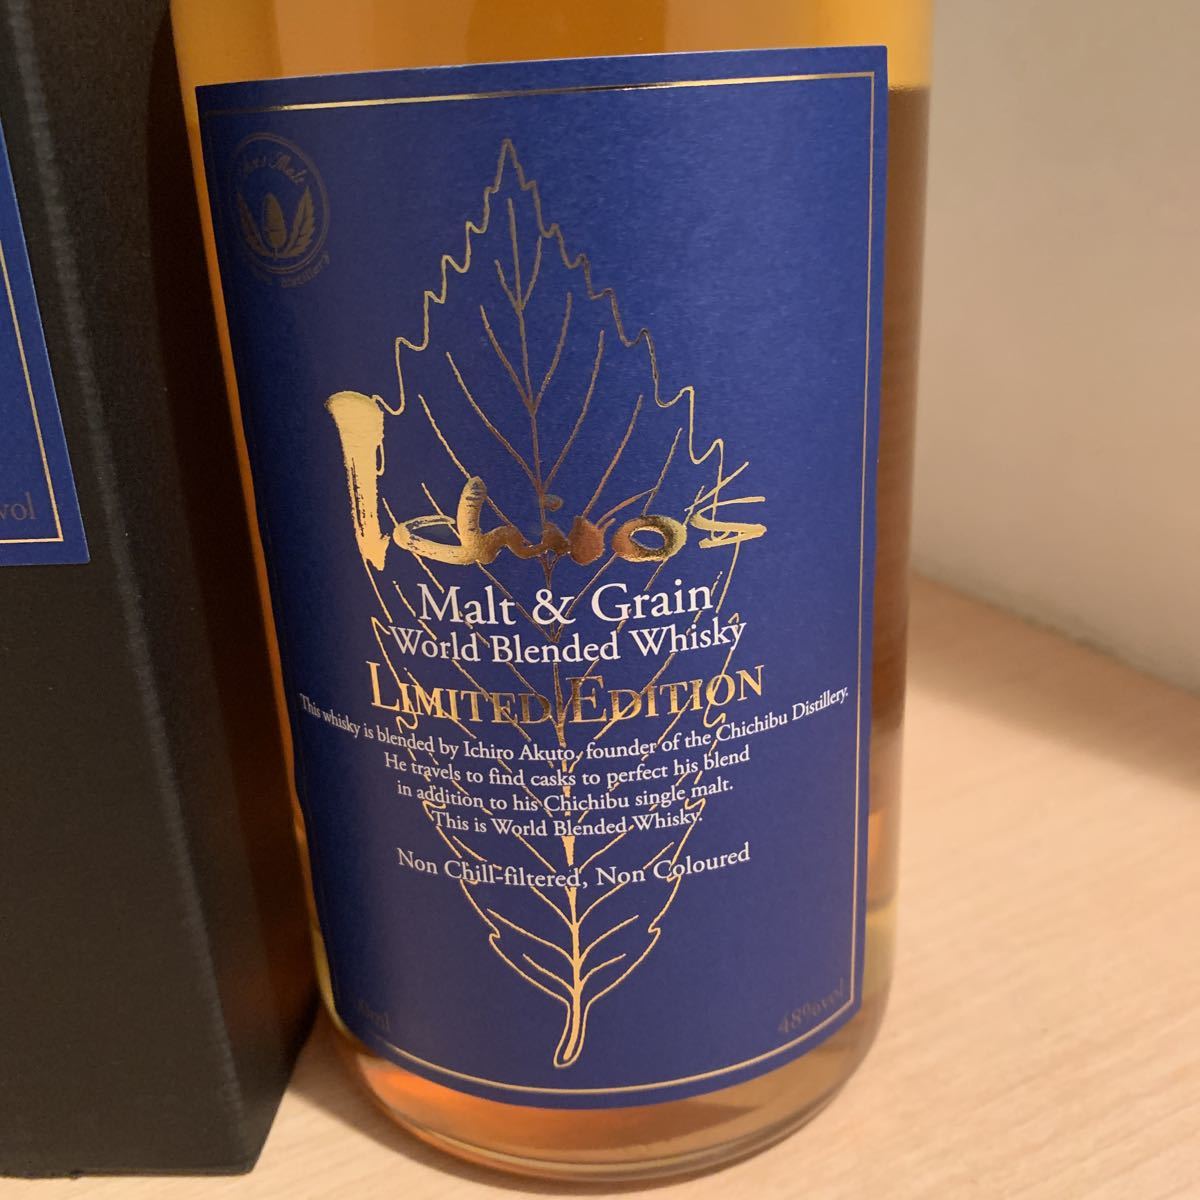 Ichiro's
Malt & Grain
World Blended Whisky
LIMITED EDITION
This whisky is blended by Ichiro Akuto, founder of the Chichibu Distillery.
He travels to find casks to perfect his blend
in addition to his Chichibu single malt.
This is World Blended Whisky.
Non Chill-filtered, Non Coloured
48%vol
vol